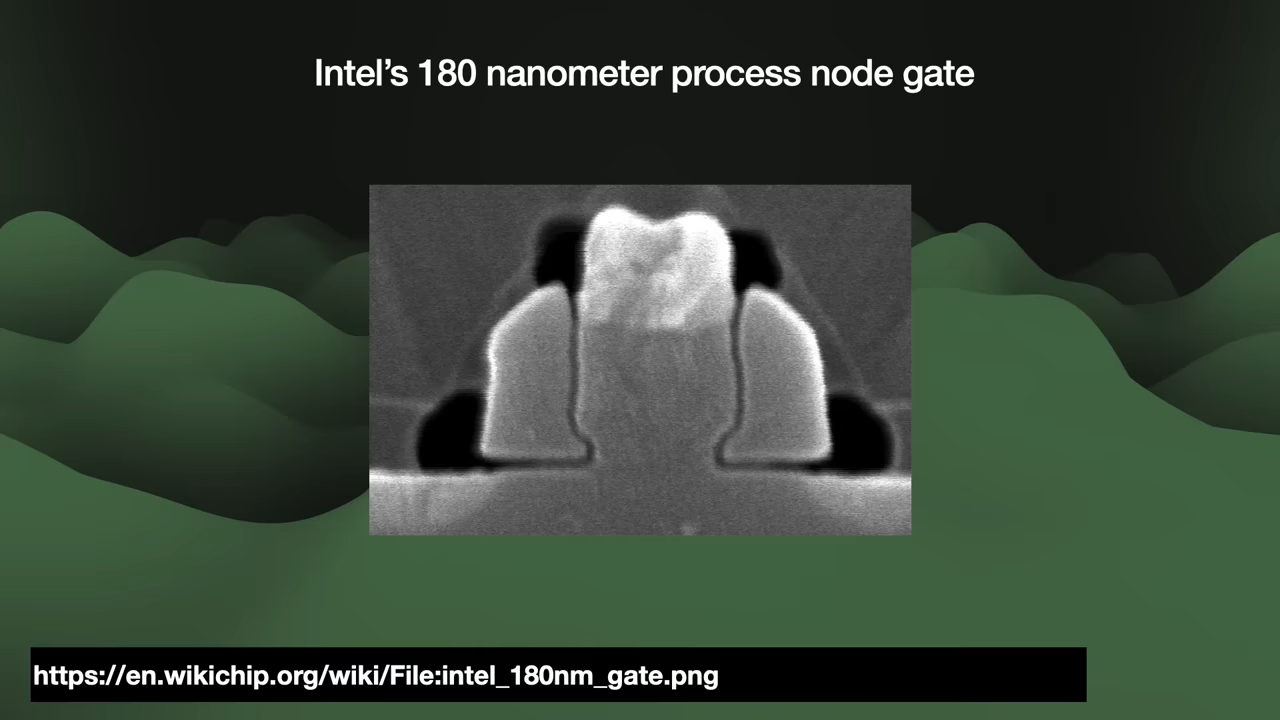 Intel’s 180 nanometer process node gate
https://en.wikichip.org/wiki/File:intel_180nm_gate.png